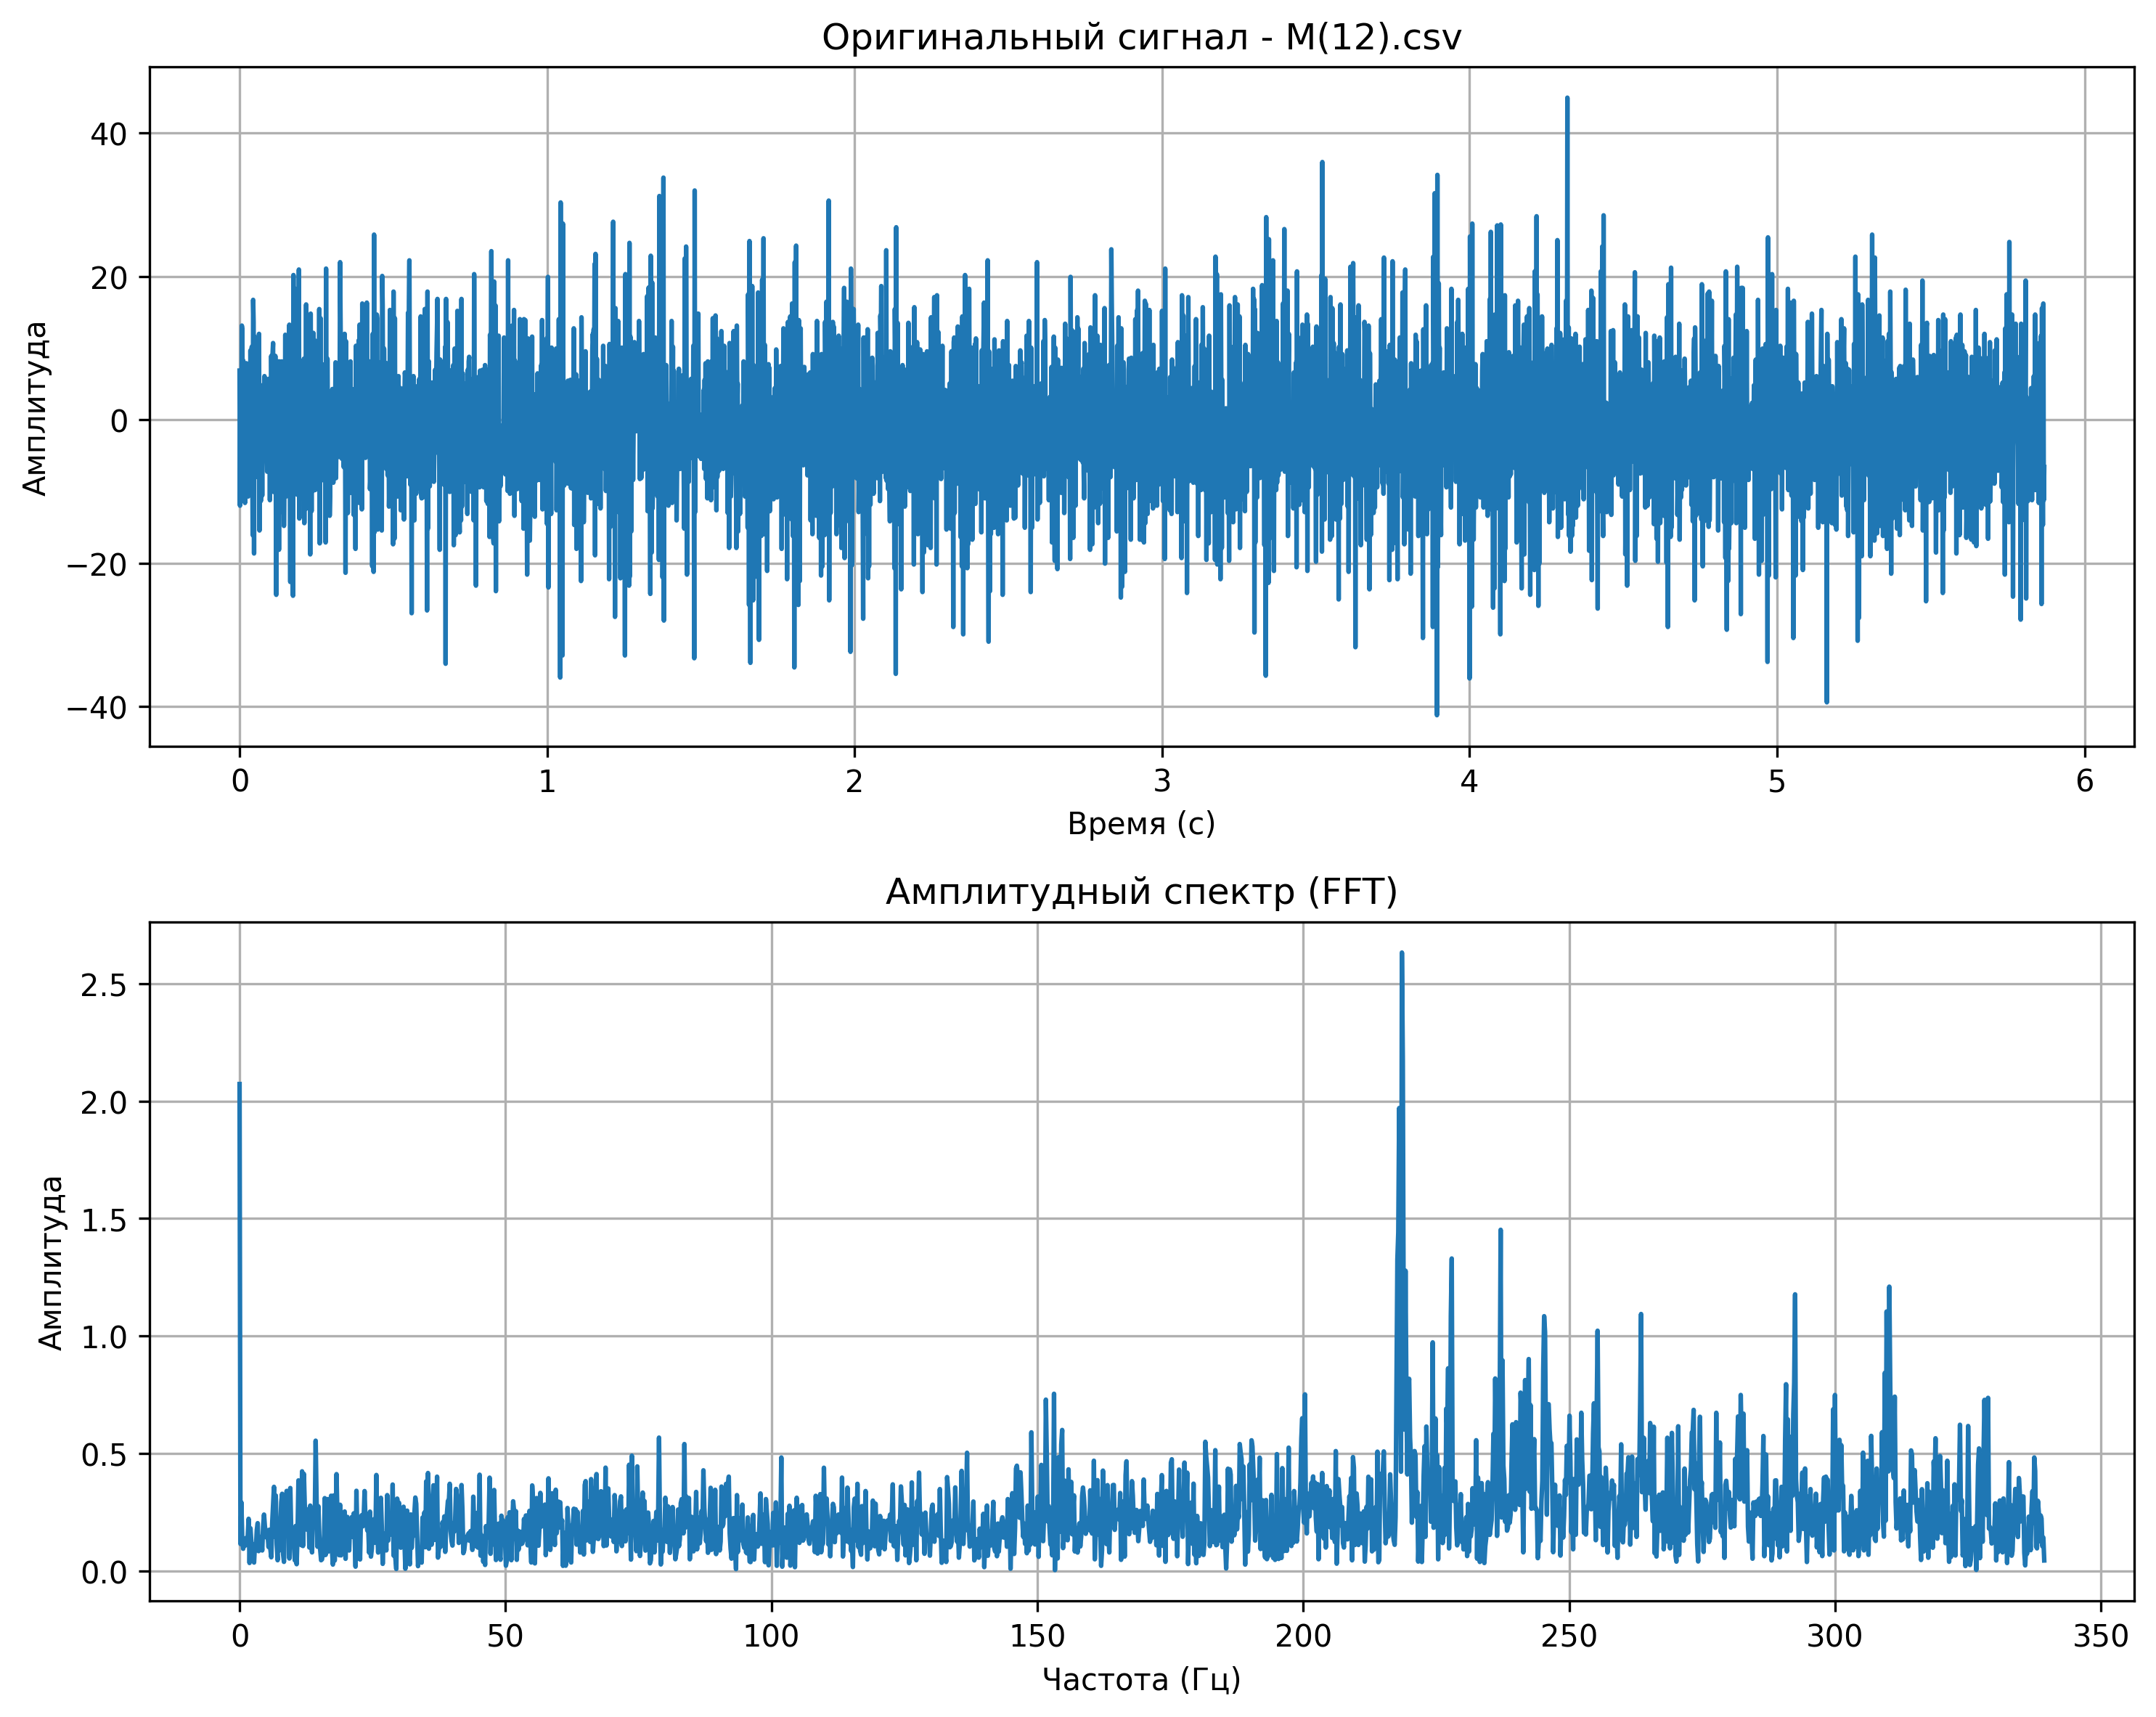 Оригинальный сигнал - M(12).csv
Амплитуда
40
20
0
−20
−40
0 1 2 3 4 5 6
Время (с)
Амплитудный спектр (FFT)
Амплитуда
2.5
2.0
1.5
1.0
0.5
0.0
0 50 100 150 200 250 300 350
Частота (Гц)